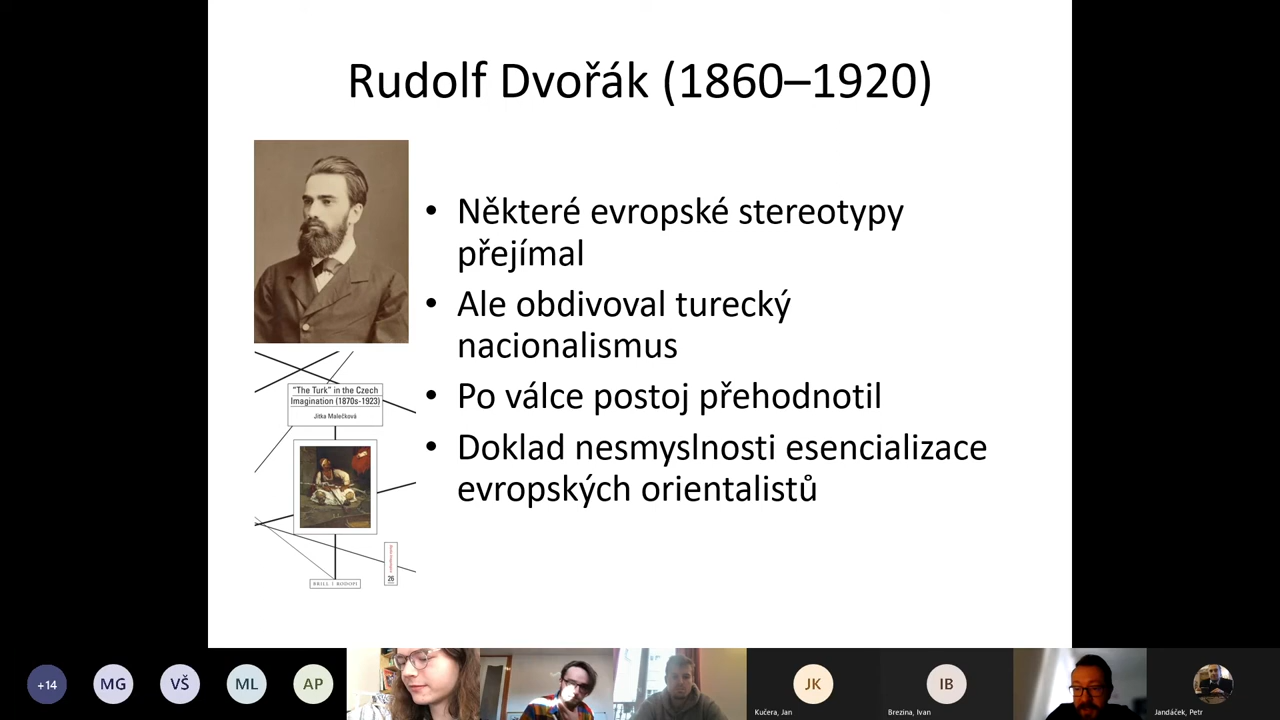 Rudolf Dvořák (1860–1920)
• Některé evropské stereotypy
přejímal
• Ale obdivoval turecký
nacionalismus
• Po válce postoj přehodnotil
• Doklad nesmyslnosti esencializace
evropských orientalistů
"The Turk" in the Czech
Imagination (1870s-1923)
Jitka Malečková
26
BRILL | RODOPI
+14
MG
VŠ
ML
AP
JK
Kučera, Jan
IB
Brezina, Ivan
Jandáček, Petr